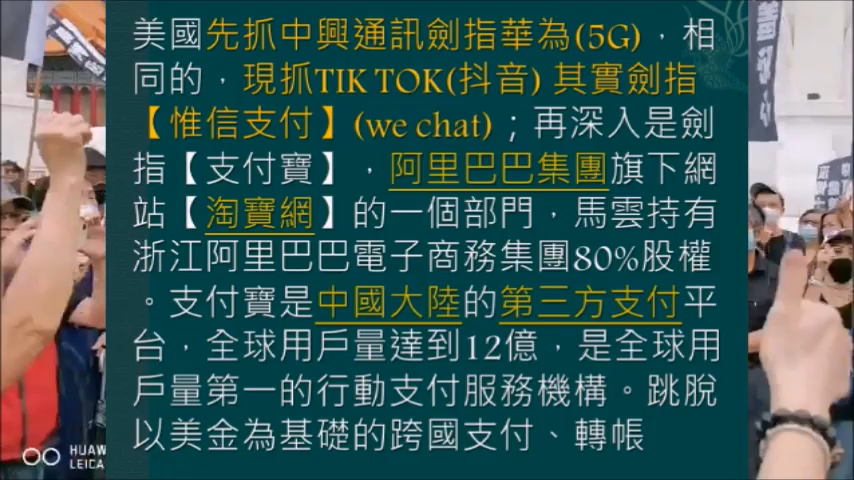 美國先抓中興通訊劍指華為(5G)，相
同的，現抓TIK TOK(抖音) 其實劍指
【惟信支付】(we chat)；再深入是劍
指【支付寶】，阿里巴巴集團旗下網
站【淘寶網】的一個部門，馬雲持有
浙江阿里巴巴電子商務集團80%股權
。支付寶是中國大陸的第三方支付平
台，全球用戶量達到12億，是全球用
戶量第一的行動支付服務機構。跳脫
以美金為基礎的跨國支付、轉帳
HUAW
LEICA